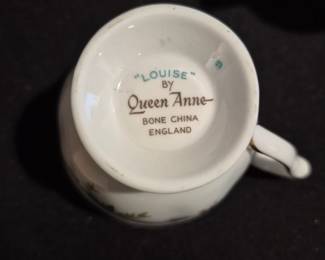 "LOUISE"
BY
Queen Anne
BONE CHINA
ENGLAND